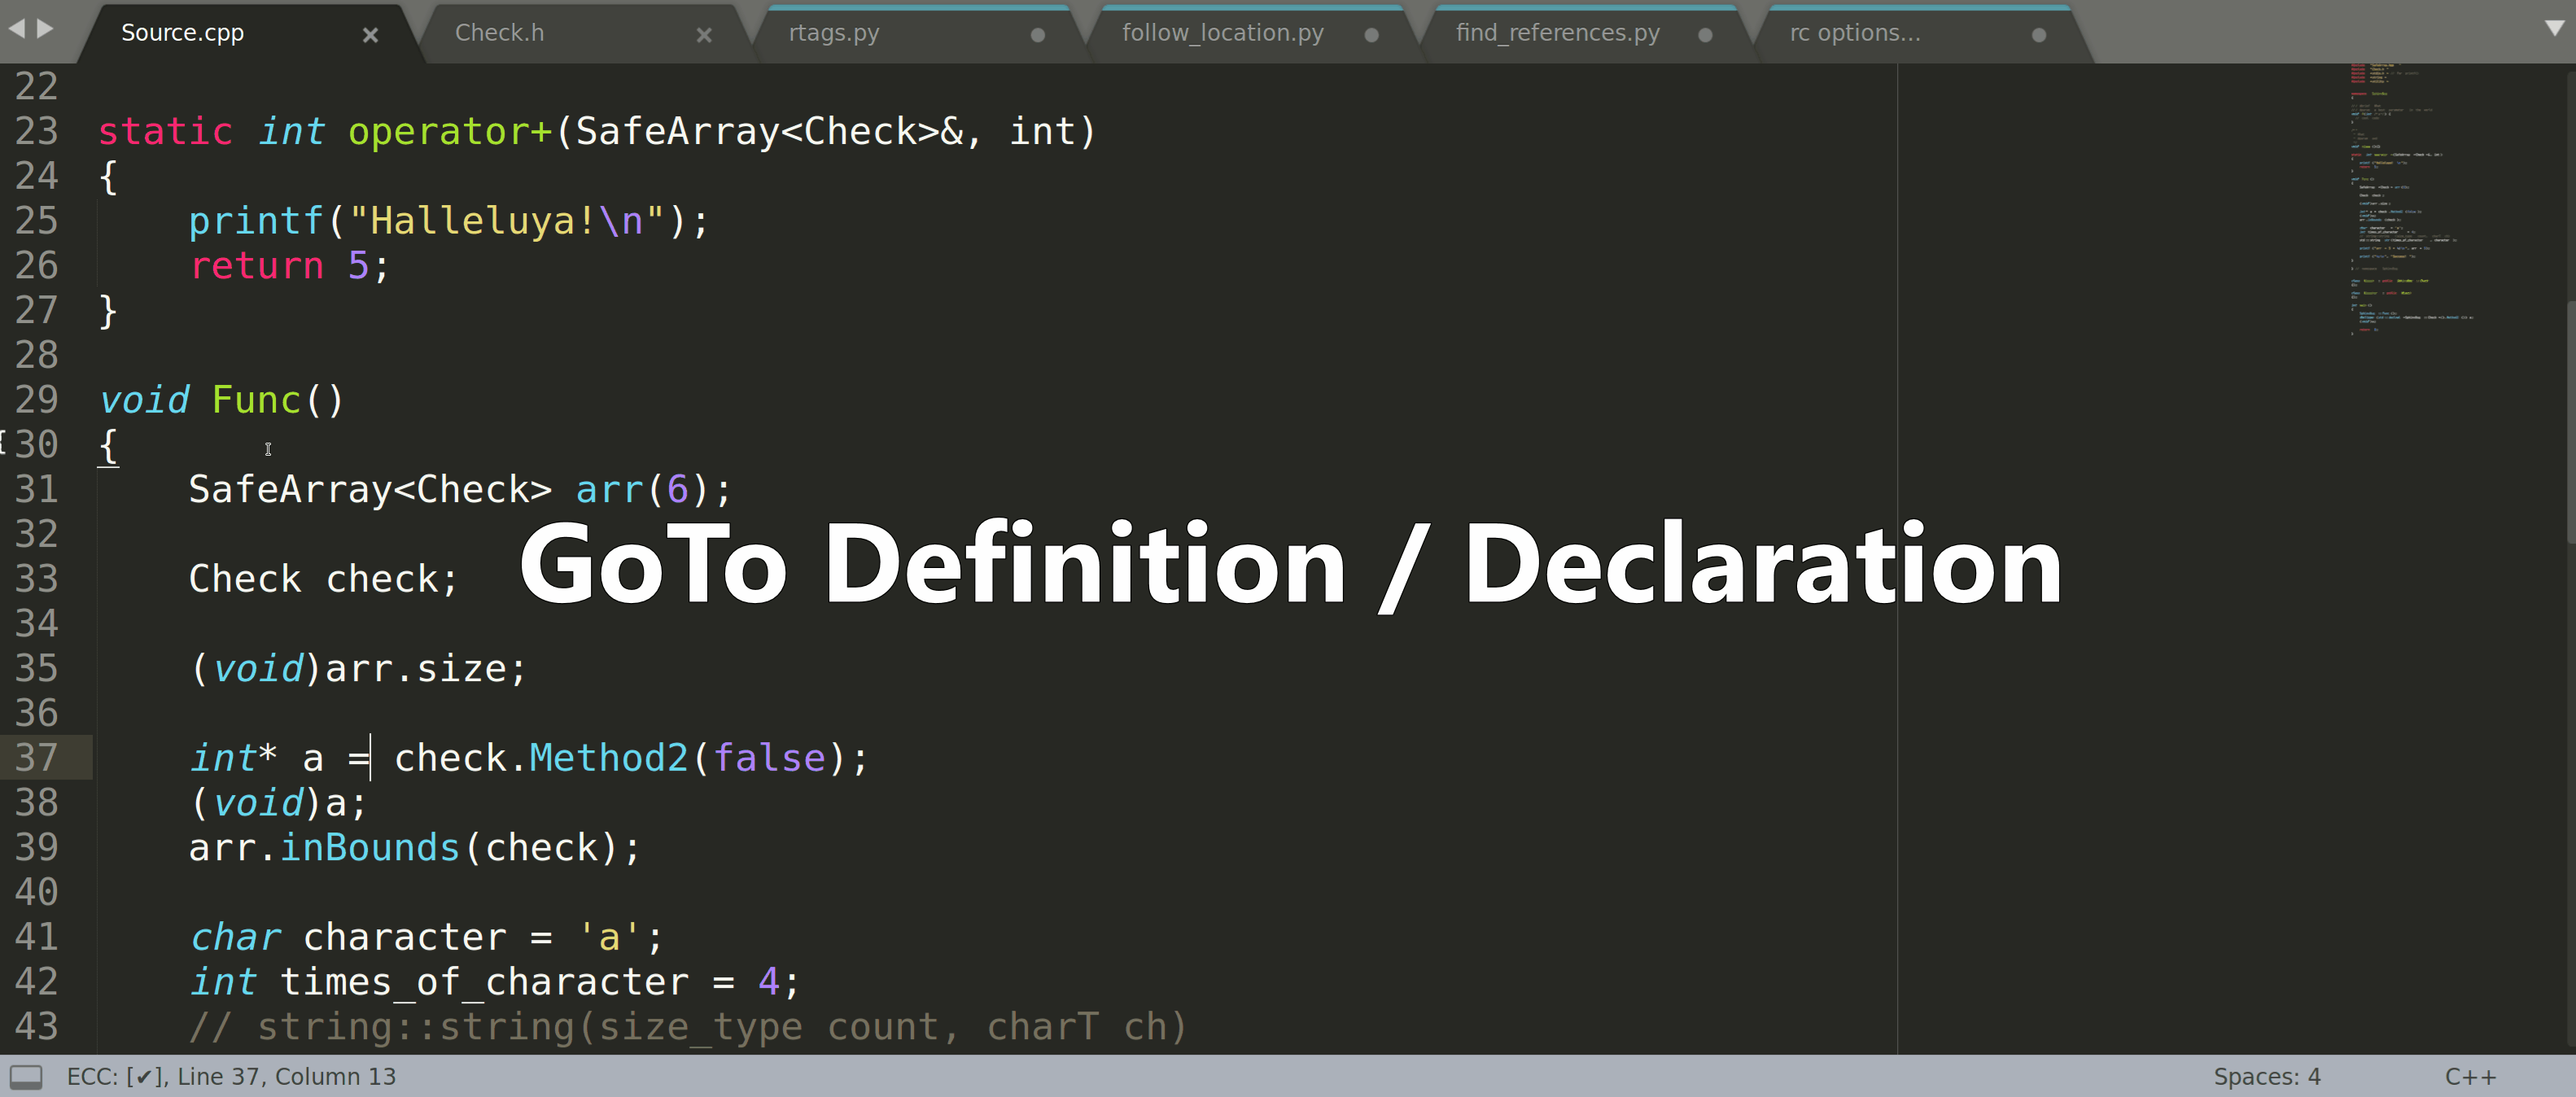 Source.cpp × Check.h × rtags.py follow_location.py find_references.py rc options...
22
23 static int operator+(SafeArray<Check>&, int)
24 {
25     printf("Halleluya!\n");
26     return 5;
27 }
28
29 void Func()
{ 30 {
31     SafeArray<Check> arr(6);
32
GoTo Definition / Declaration
33     Check check;
34
35     (void)arr.size;
36
37     int* a = check.Method2(false);
38     (void)a;
39     arr.inBounds(check);
40
41     char character = 'a';
42     int times_of_character = 4;
43     // string::string(size_type count, charT ch)
ECC: [✔], Line 37, Column 13 Spaces: 4 C++